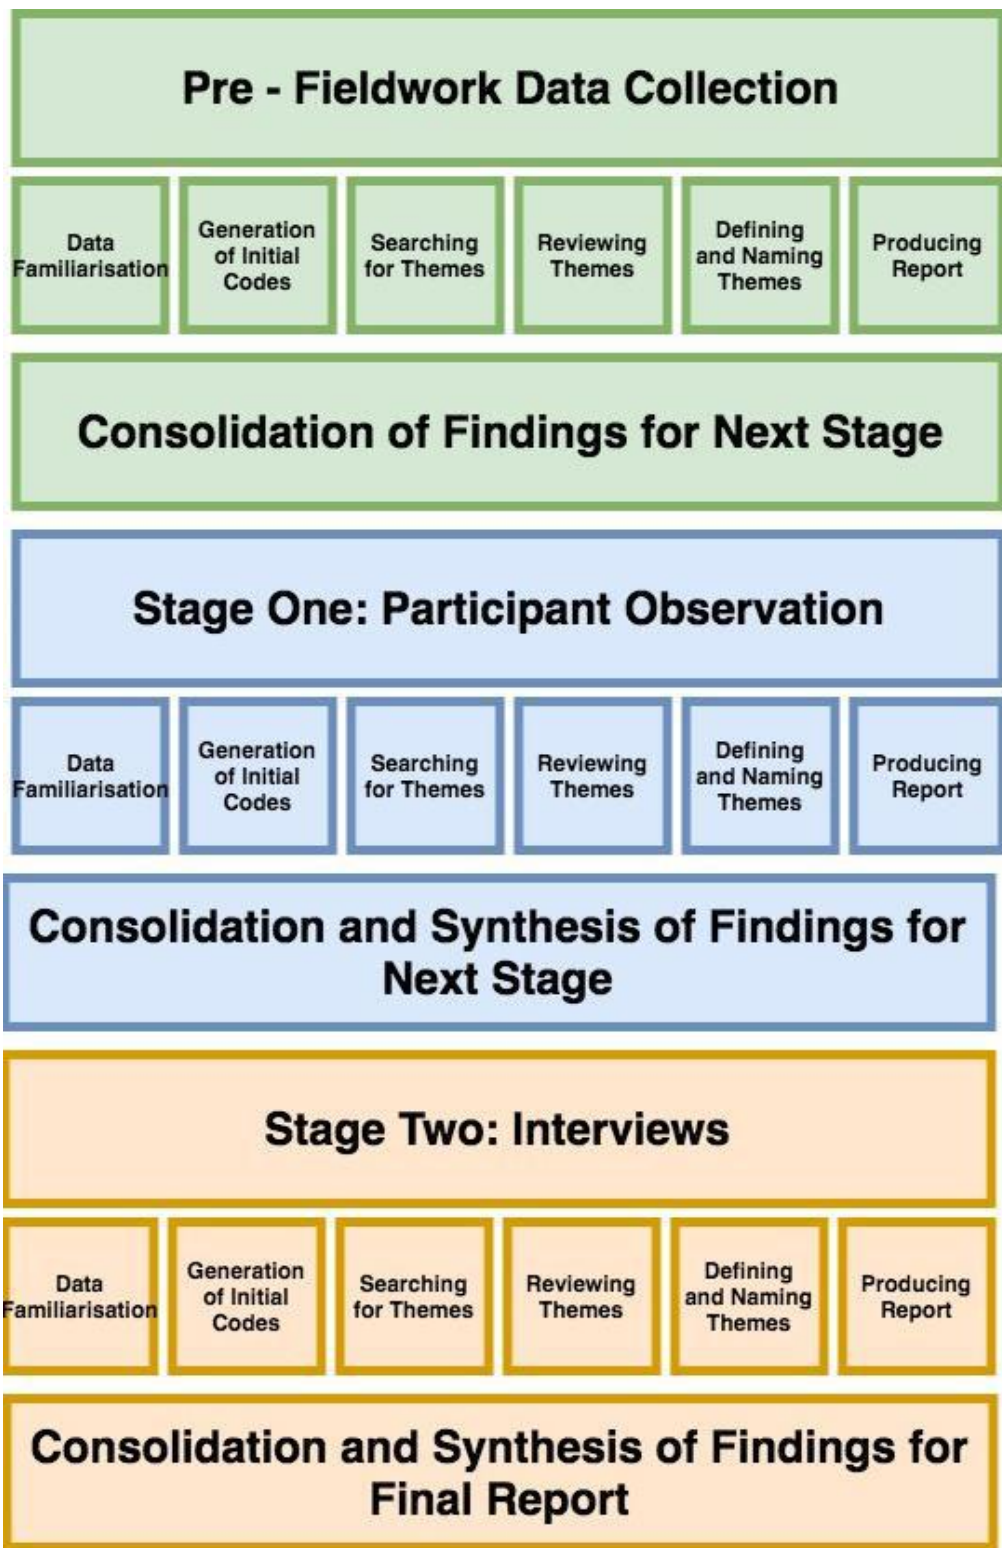 Pre - Fieldwork Data Collection
Data
Familiarisation
Generation
of Initial
Codes
Searching
for Themes
Reviewing
Themes
Defining
and Naming
Themes
Producing
Report
Consolidation of Findings for Next Stage
Stage One: Participant Observation
Data
Familiarisation
Generation
of Initial
Codes
Searching
for Themes
Reviewing
Themes
Defining
and Naming
Themes
Producing
Report
Consolidation and Synthesis of Findings for
Next Stage
Stage Two: Interviews
Data
Familiarisation
Generation
of Initial
Codes
Searching
for Themes
Reviewing
Themes
Defining
and Naming
Themes
Producing
Report
Consolidation and Synthesis of Findings for
Final Report